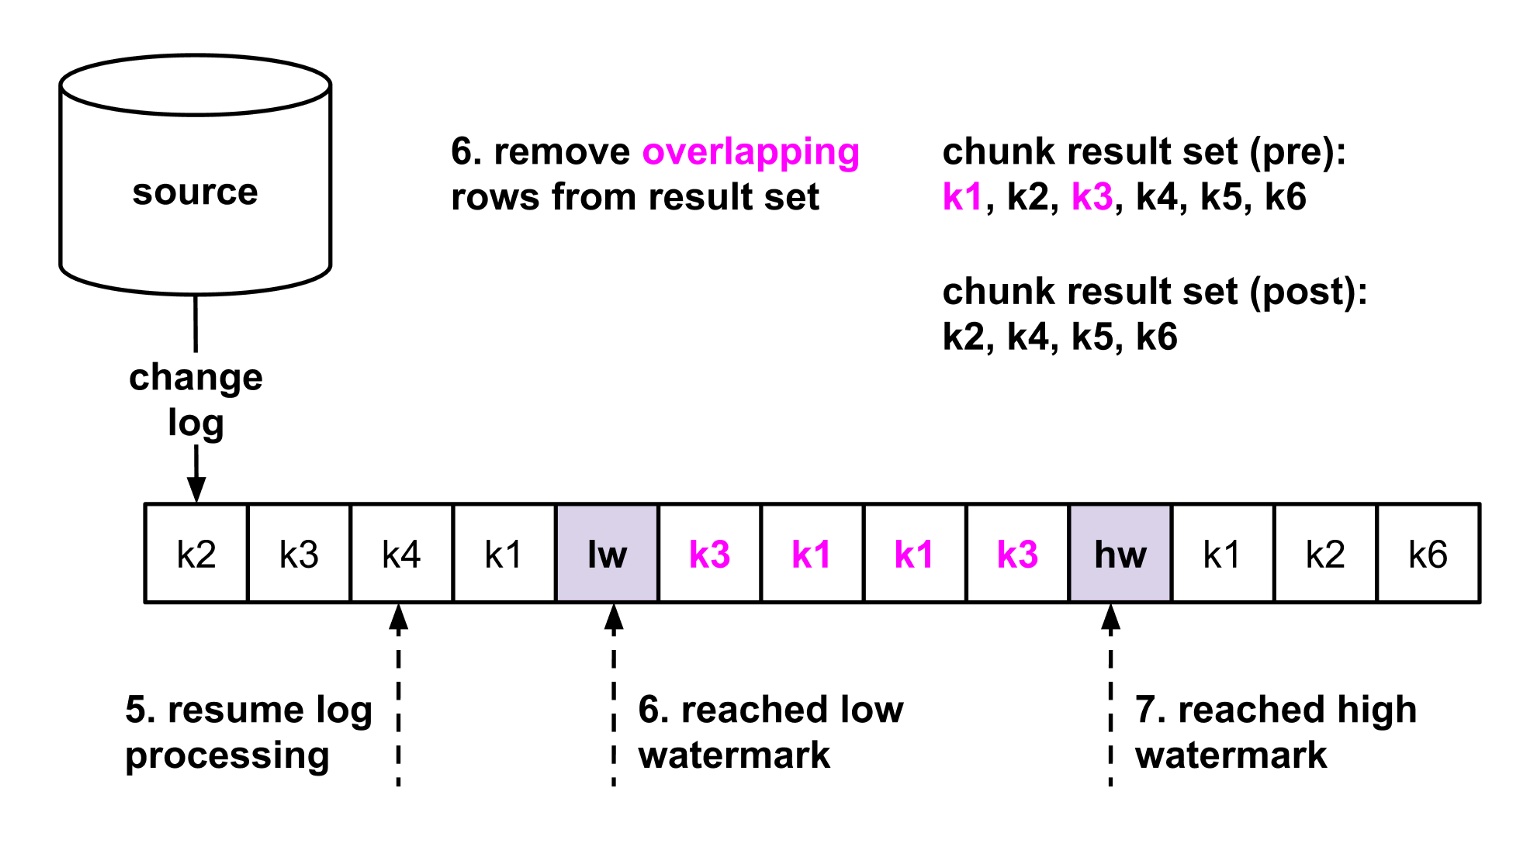 source
6. remove overlapping
rows from result set
chunk result set (pre):
k1, k2, k3, k4, k5, k6
chunk result set (post):
k2, k4, k5, k6
change
log
k2 k3 k4 k1 lw k3 k1 k1 k3 hw k1 k2 k6
5. resume log
processing
6. reached low
watermark
7. reached high
watermark